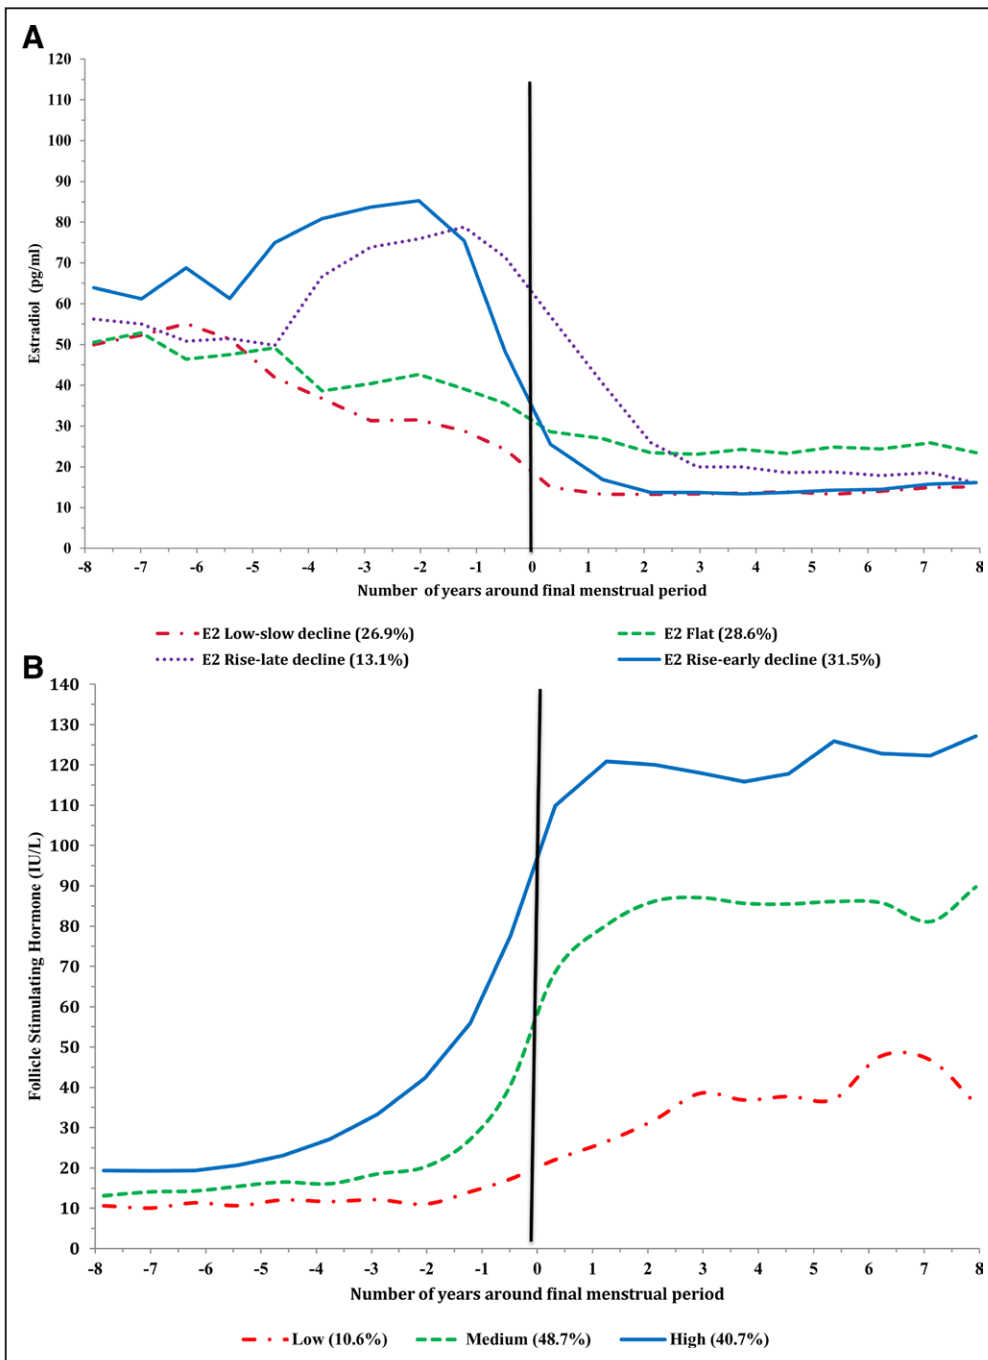 A
120
110
100
90
80
70
60
50
40
30
20
10
0
Estradiol (pg/ml)
-8 -7 -6 -5 -4 -3 -2 -1 0 1 2 3 4 5 6 7 8
Number of years around final menstrual period
E2 Low-slow decline (26.9%) E2 Flat (28.6%)
E2 Rise-late decline (13.1%) E2 Rise-early decline (31.5%)
B
140
130
120
110
100
90
80
70
60
50
40
30
20
10
0
Follicle Stimulating Hormone (IU/L)
-8 -7 -6 -5 -4 -3 -2 -1 0 1 2 3 4 5 6 7 8
Number of years around final menstrual period
Low (10.6%) Medium (48.7%) High (40.7%)